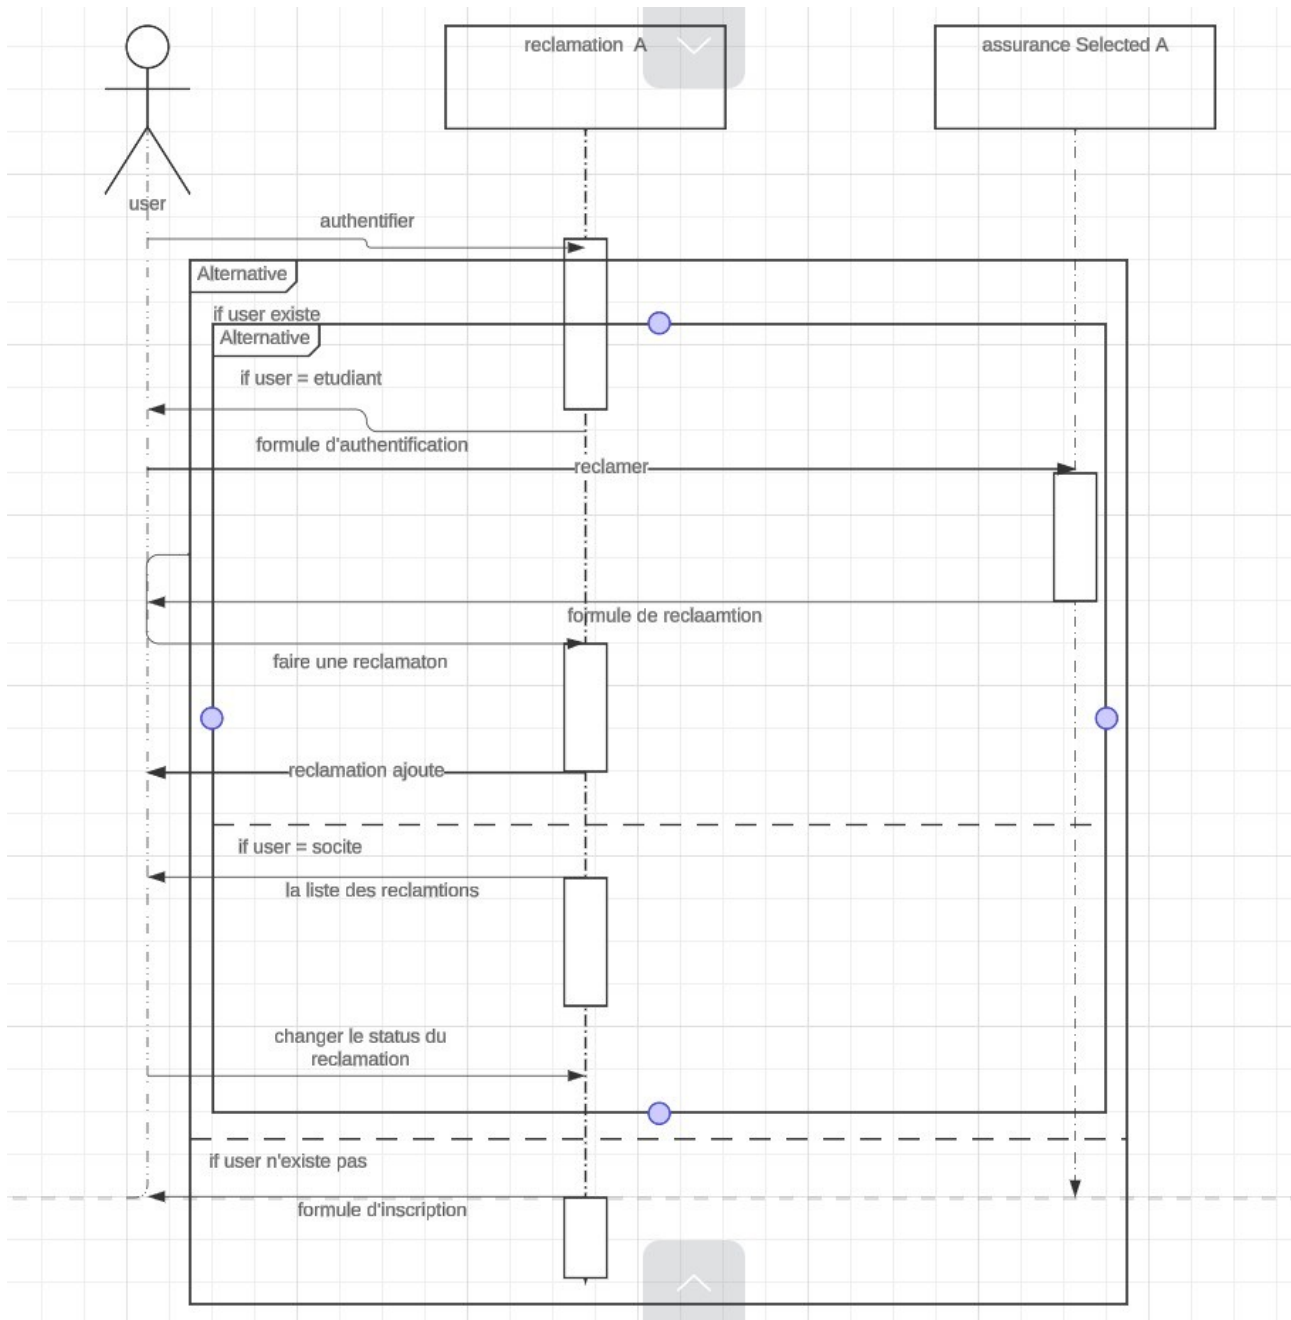 reclamation A
assurance Selected A
user
authentifier
Alternative
if user existe
Alternative
if user = etudiant
formule d'authentification
reclamer
formule de reclaamtion
faire une reclamaton
reclamation ajoute
if user = socite
la liste des reclamtions
changer le status du
reclamation
if user n'existe pas
formule d'inscription